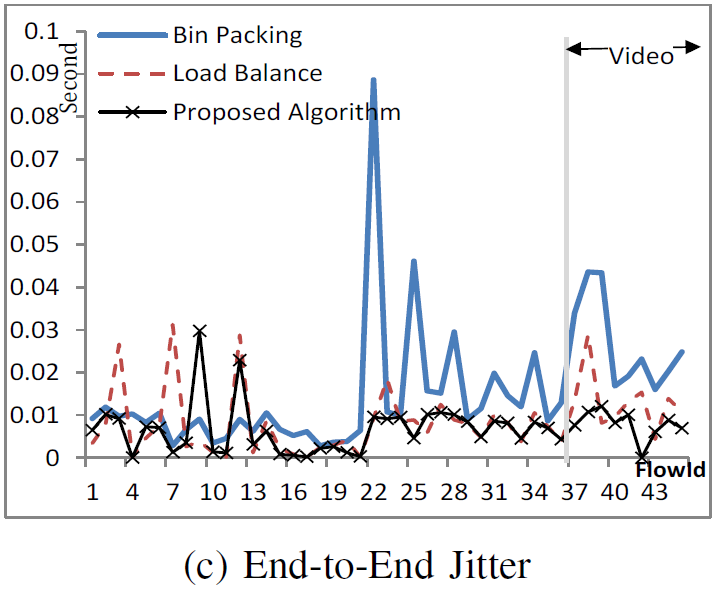 0.1
0.09
0.08
0.07
0.06
0.05
0.04
0.03
0.02
0.01
0
Second
Bin Packing
Load Balance
Proposed Algorithm
Video
FlowId
1 4 7 10 13 16 19 22 25 28 31 34 37 40 43
(c) End-to-End Jitter